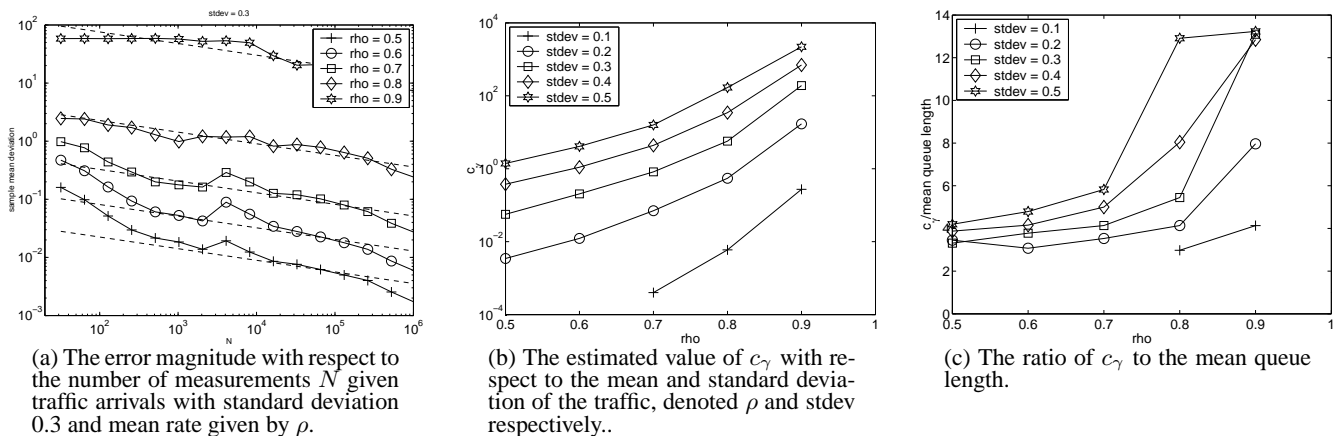 stdev = 0.3
10^2
10^1
10^0
10^-1
10^-2
10^-3
sample mean deviation
10^2
10^3
10^4
10^5
10^6
N
rho = 0.5
rho = 0.6
rho = 0.7
rho = 0.8
rho = 0.9
(a) The error magnitude with respect to
the number of measurements N given
traffic arrivals with standard deviation
0.3 and mean rate given by ρ.
10^4
10^2
10^0
10^-2
10^-4
c_γ
0.5
0.6
0.7
0.8
0.9
1
rho
stdev = 0.1
stdev = 0.2
stdev = 0.3
stdev = 0.4
stdev = 0.5
(b) The estimated value of c_γ with re-
spect to the mean and standard devia-
tion of the traffic, denoted ρ and stdev
respectively..
14
12
10
8
6
4
2
0
c_γ/mean queue length
0.5
0.6
0.7
0.8
0.9
1
rho
stdev = 0.1
stdev = 0.2
stdev = 0.3
stdev = 0.4
stdev = 0.5
(c) The ratio of c_γ to the mean queue
length.